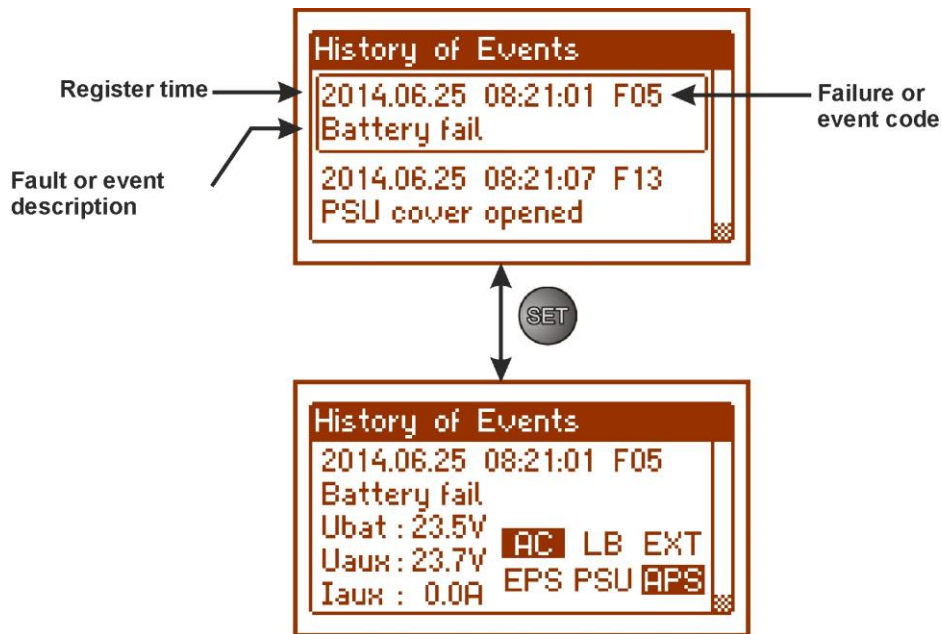 History of Events
Register time
2014.06.25 08:21:01 F05
Failure or
event code
Battery fail
Fault or event
description
2014.06.25 08:21:07 F13
PSU cover opened
SET
History of Events
2014.06.25 08:21:01 F05
Battery fail
Ubat : 23.5V
AC LB EXT
Uaux : 23.7V
EPS PSU APS
Iaux : 0.0A